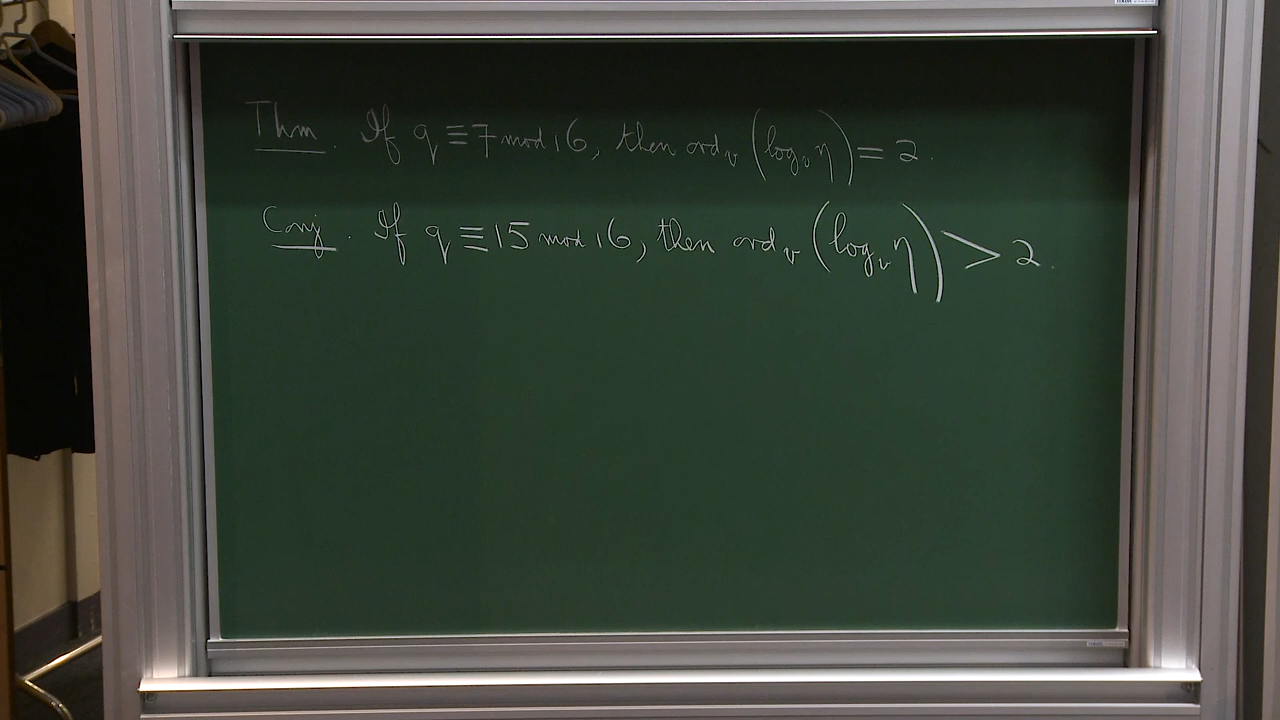 Thm. If q ≡ 7 mod 16, then ord_v (log_v η) = 2.
Conj. If q ≡ 15 mod 16, then ord_v (log_v η) > 2.